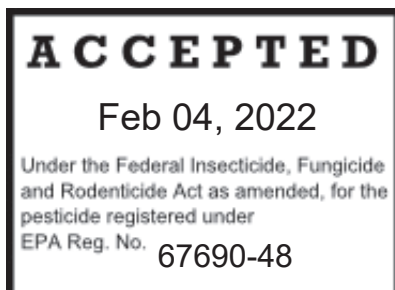 ACCEPTED
Feb 04, 2022
Under the Federal Insecticide, Fungicide
and Rodenticide Act as amended, for the
pesticide registered under
EPA Reg. No. 67690-48